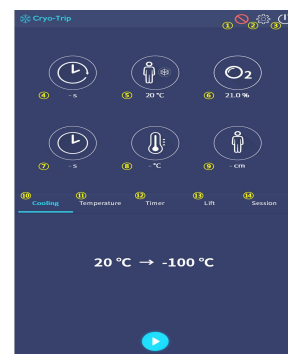 Cryo-Trip
① ② ③
④ - s ⑤ 20 °C ⑥ 21.0 %
O2
⑦ - s ⑧ - °C ⑨ - cm
⑩ ⑪ ⑫ ⑬ ⑭
Cooling Temperature Timer Lift Session
20 °C → -100 °C